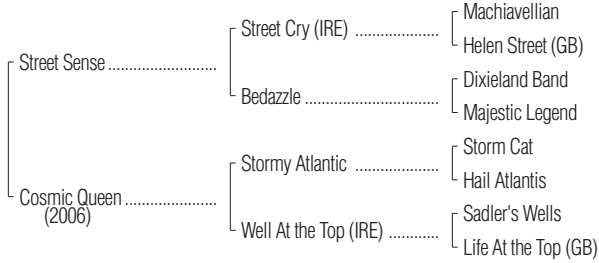 Machiavellian
Street Cry (IRE) ....................
Helen Street (GB)
Street Sense ..........................
Dixieland Band
Bedazzle ................................
Majestic Legend
Storm Cat
Stormy Atlantic ....................
Hail Atlantis
Cosmic Queen ......................
(2006)
Sadler's Wells
Well At the Top (IRE) ............
Life At the Top (GB)